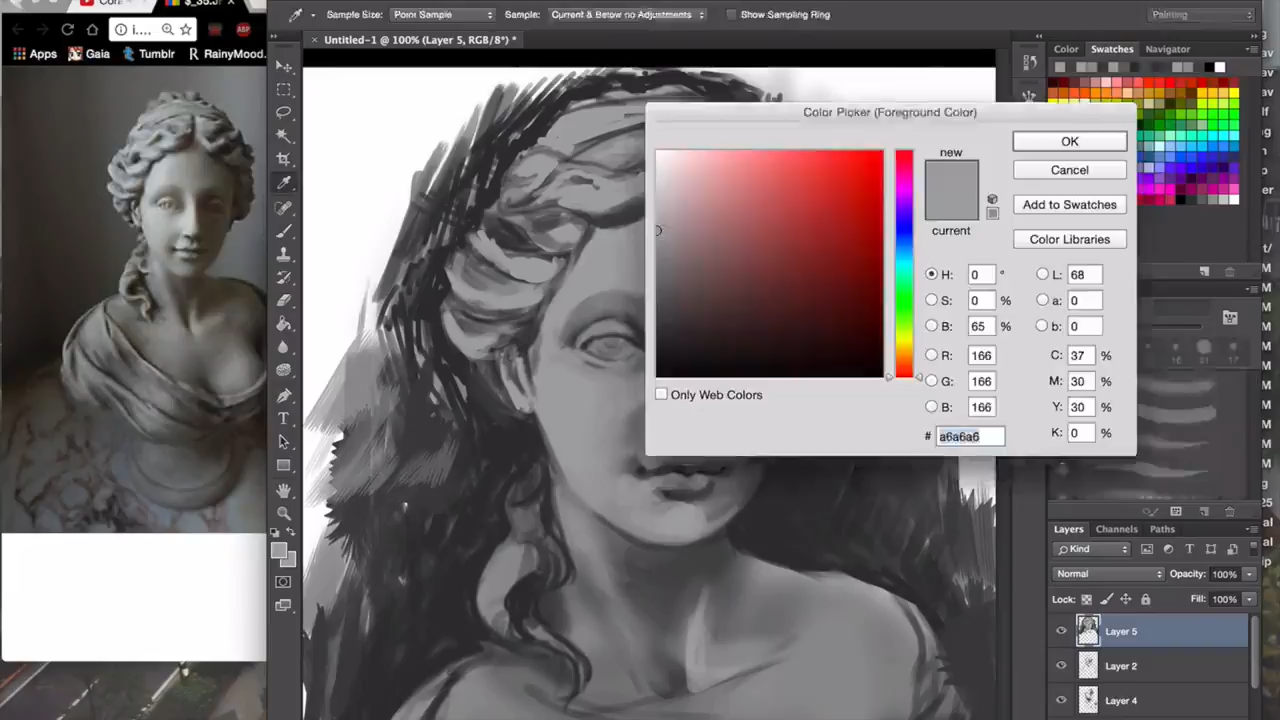 Sample Size: Point Sample Sample: Current & Below no Adjustments Show Sampling Ring Painting
Untitled-1 @ 100% (Layer 5, RGB/8*) *
Apps Gaia Tumblr RainyMood.
ABP
Color Swatches Navigator
Color Picker (Foreground Color)
new
current
OK
Cancel
Add to Swatches
Color Libraries
H: 0 ° L: 68
S: 0 % a: 0
B: 65 % b: 0
R: 166 C: 37 %
G: 166 M: 30 %
B: 166 Y: 30 %
# a6a6a6 K: 0 %
Only Web Colors
Layers Channels Paths
Kind
Normal Opacity: 100%
Lock: Fill: 100%
Layer 5
Layer 2
Layer 4